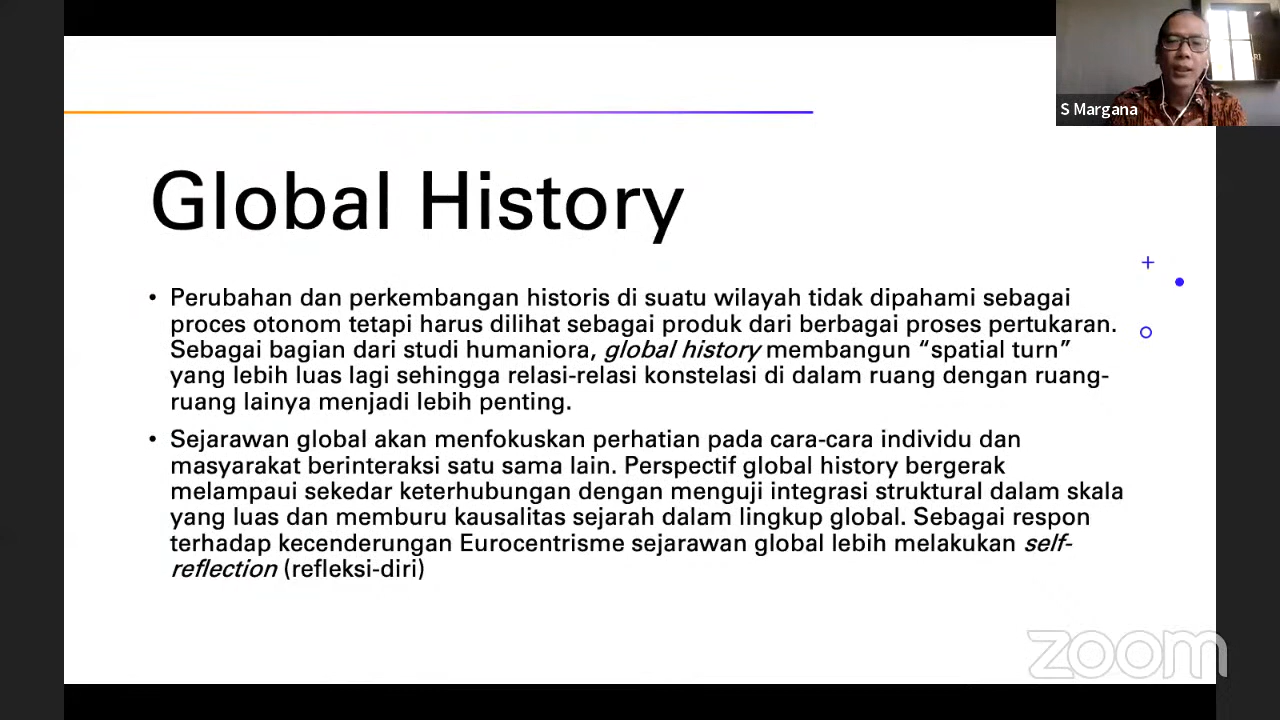 S Margana
Global History
• Perubahan dan perkembangan historis di suatu wilayah tidak dipahami sebagai
proces otonom tetapi harus dilihat sebagai produk dari berbagai proses pertukaran.
Sebagai bagian dari studi humaniora, global history membangun “spatial turn”
yang lebih luas lagi sehingga relasi-relasi konstelasi di dalam ruang dengan ruang-
ruang lainya menjadi lebih penting.
• Sejarawan global akan menfokuskan perhatian pada cara-cara individu dan
masyarakat berinteraksi satu sama lain. Perspectif global history bergerak
melampaui sekedar keterhubungan dengan menguji integrasi struktural dalam skala
yang luas dan memburu kausalitas sejarah dalam lingkup global. Sebagai respon
terhadap kecenderungan Eurocentrisme sejarawan global lebih melakukan self-
reflection (refleksi-diri)
zoom